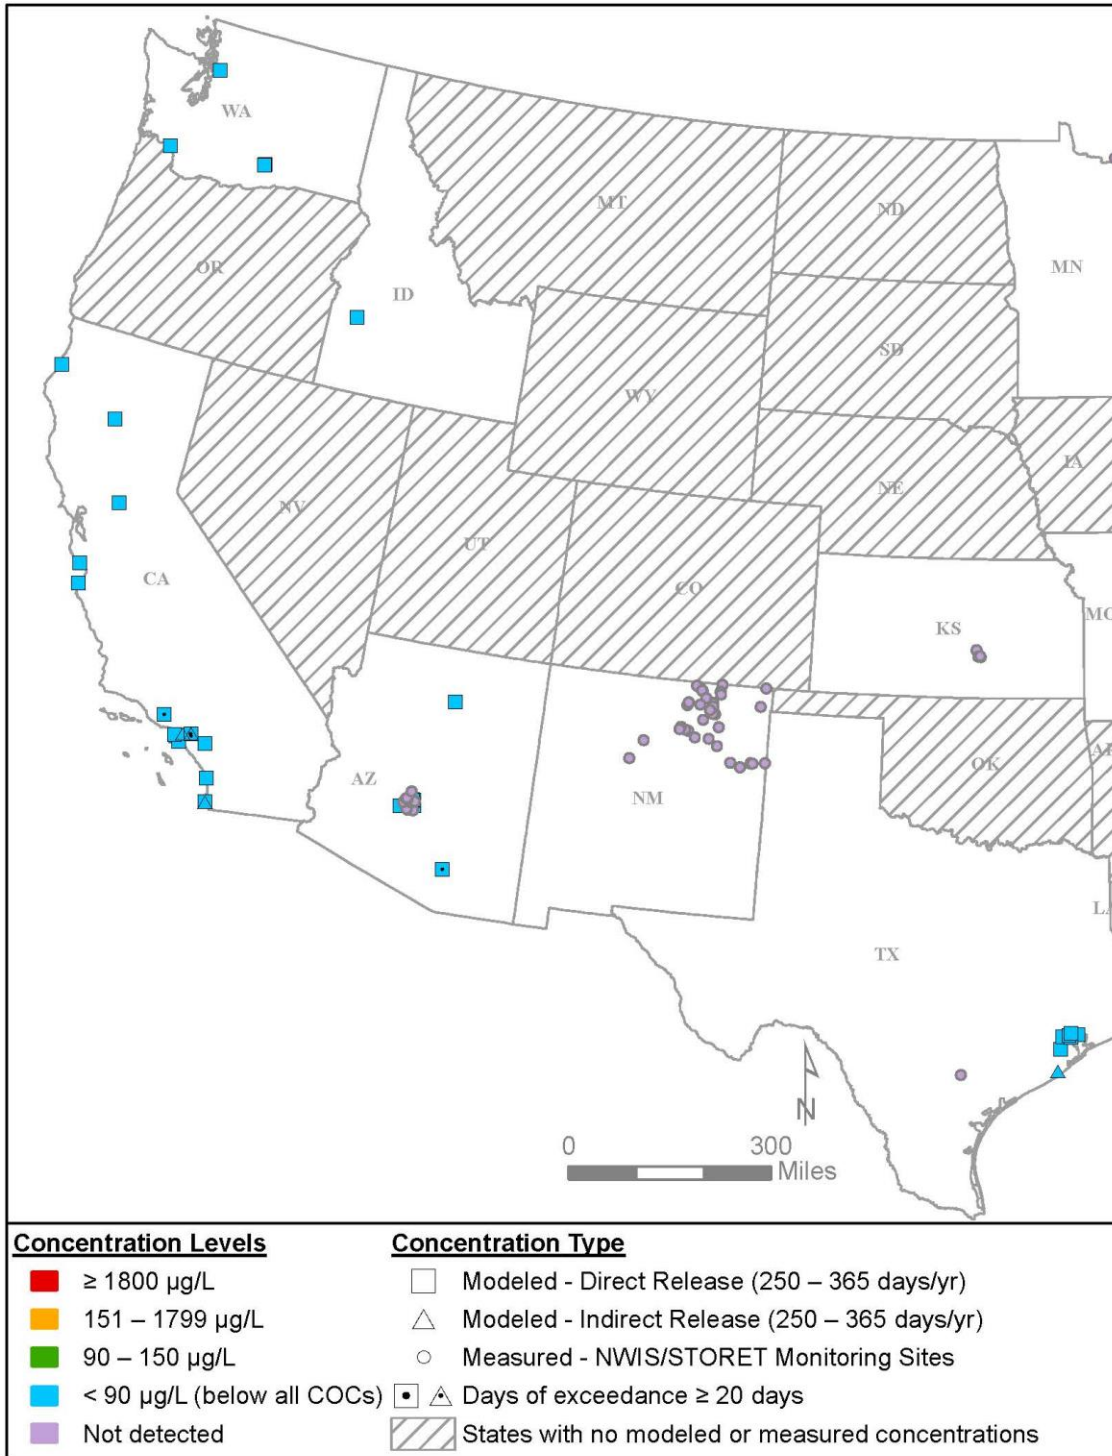 WA
MT
ND
MN
OR
ID
SD
WY
IA
NE
NV
UT
CA
CO
MO
KS
AZ
NM
OK
AR
LA
TX
N
0 300
Miles
Concentration Levels Concentration Type
≥ 1800 µg/L Modeled - Direct Release (250 – 365 days/yr)
151 – 1799 µg/L Modeled - Indirect Release (250 – 365 days/yr)
90 – 150 µg/L Measured - NWIS/STORET Monitoring Sites
< 90 µg/L (below all COCs) Days of exceedance ≥ 20 days
Not detected States with no modeled or measured concentrations